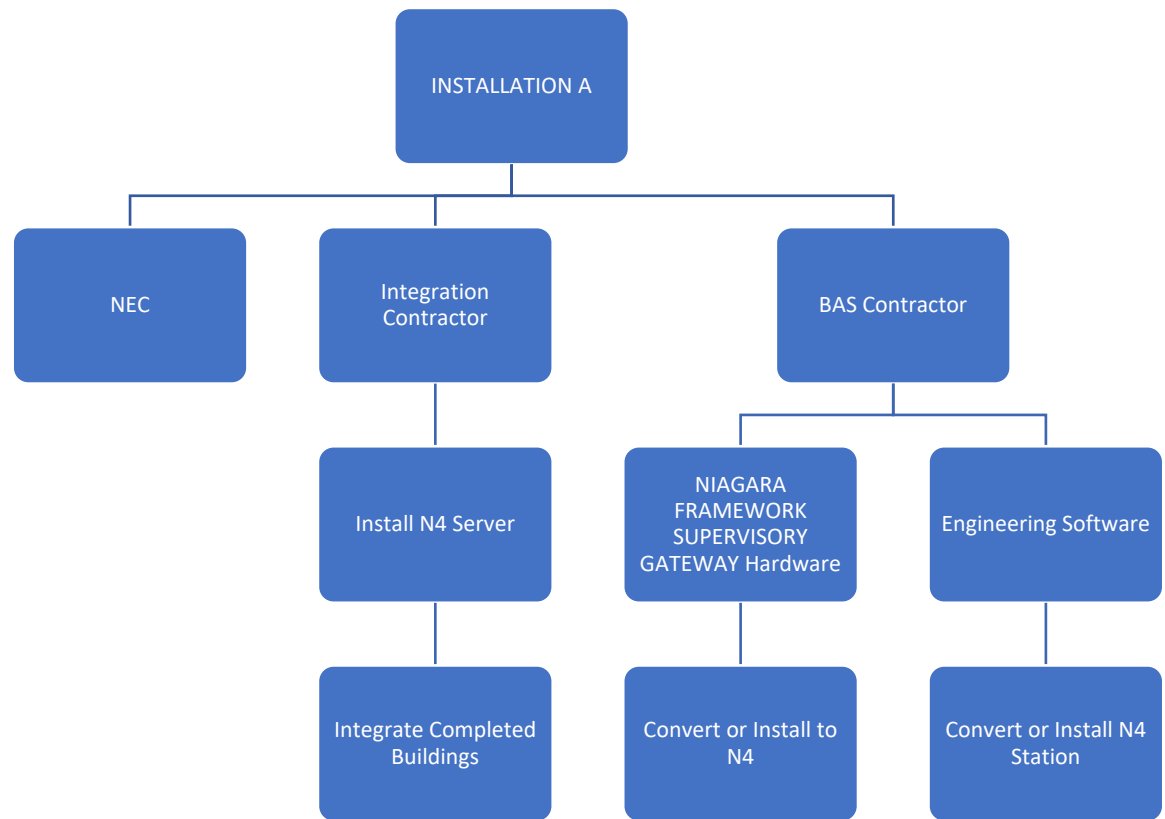 INSTALLATION A
NEC
Integration
Contractor
BAS Contractor
Install N4 Server
NIAGARA
FRAMEWORK
SUPERVISORY
GATEWAY Hardware
Engineering Software
Integrate Completed
Buildings
Convert or Install to
N4
Convert or Install N4
Station